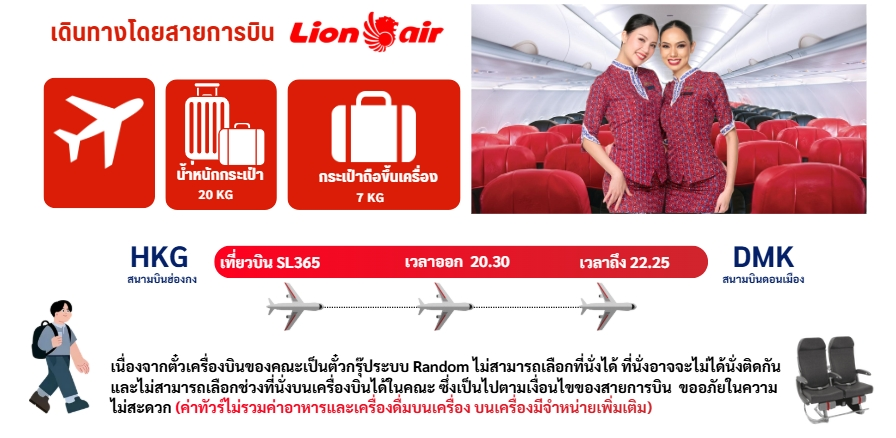 เดินทางโดยสายการบิน Lion air
น้ำหนักกระเป๋า
20 KG
กระเป๋าถือขึ้นเครื่อง
7 KG
HKG
สนามบินฮ่องกง
เที่ยวบิน SL365 เวลาออก 20.30 เวลาถึง 22.25
DMK
สนามบินดอนเมือง
เนื่องจากตั๋วเครื่องบินของคณะเป็นตั๋วกรุ๊ประบบ Random ไม่สามารถเลือกที่นั่งได้ ที่นั่งอาจจะไม่ได้นั่งติดกัน
และไม่สามารถเลือกช่วงที่นั่งบนเครื่องบินได้ในคณะ ซึ่งเป็นไปตามเงื่อนไขของสายการบิน ขออภัยในความ
ไม่สะดวก (ค่าทัวร์ไม่รวมค่าอาหารและเครื่องดื่มบนเครื่อง บนเครื่องมีจำหน่ายเพิ่มเติม)